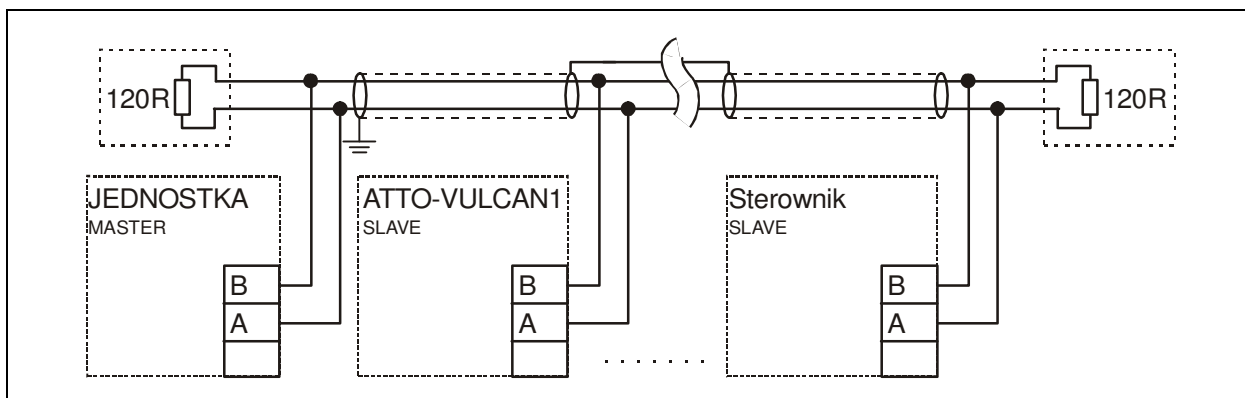 120R
120R
JEDNOSTKA
MASTER
B
A
ATTO-VULCAN1
SLAVE
B
A
. . . . . . .
Sterownik
SLAVE
B
A